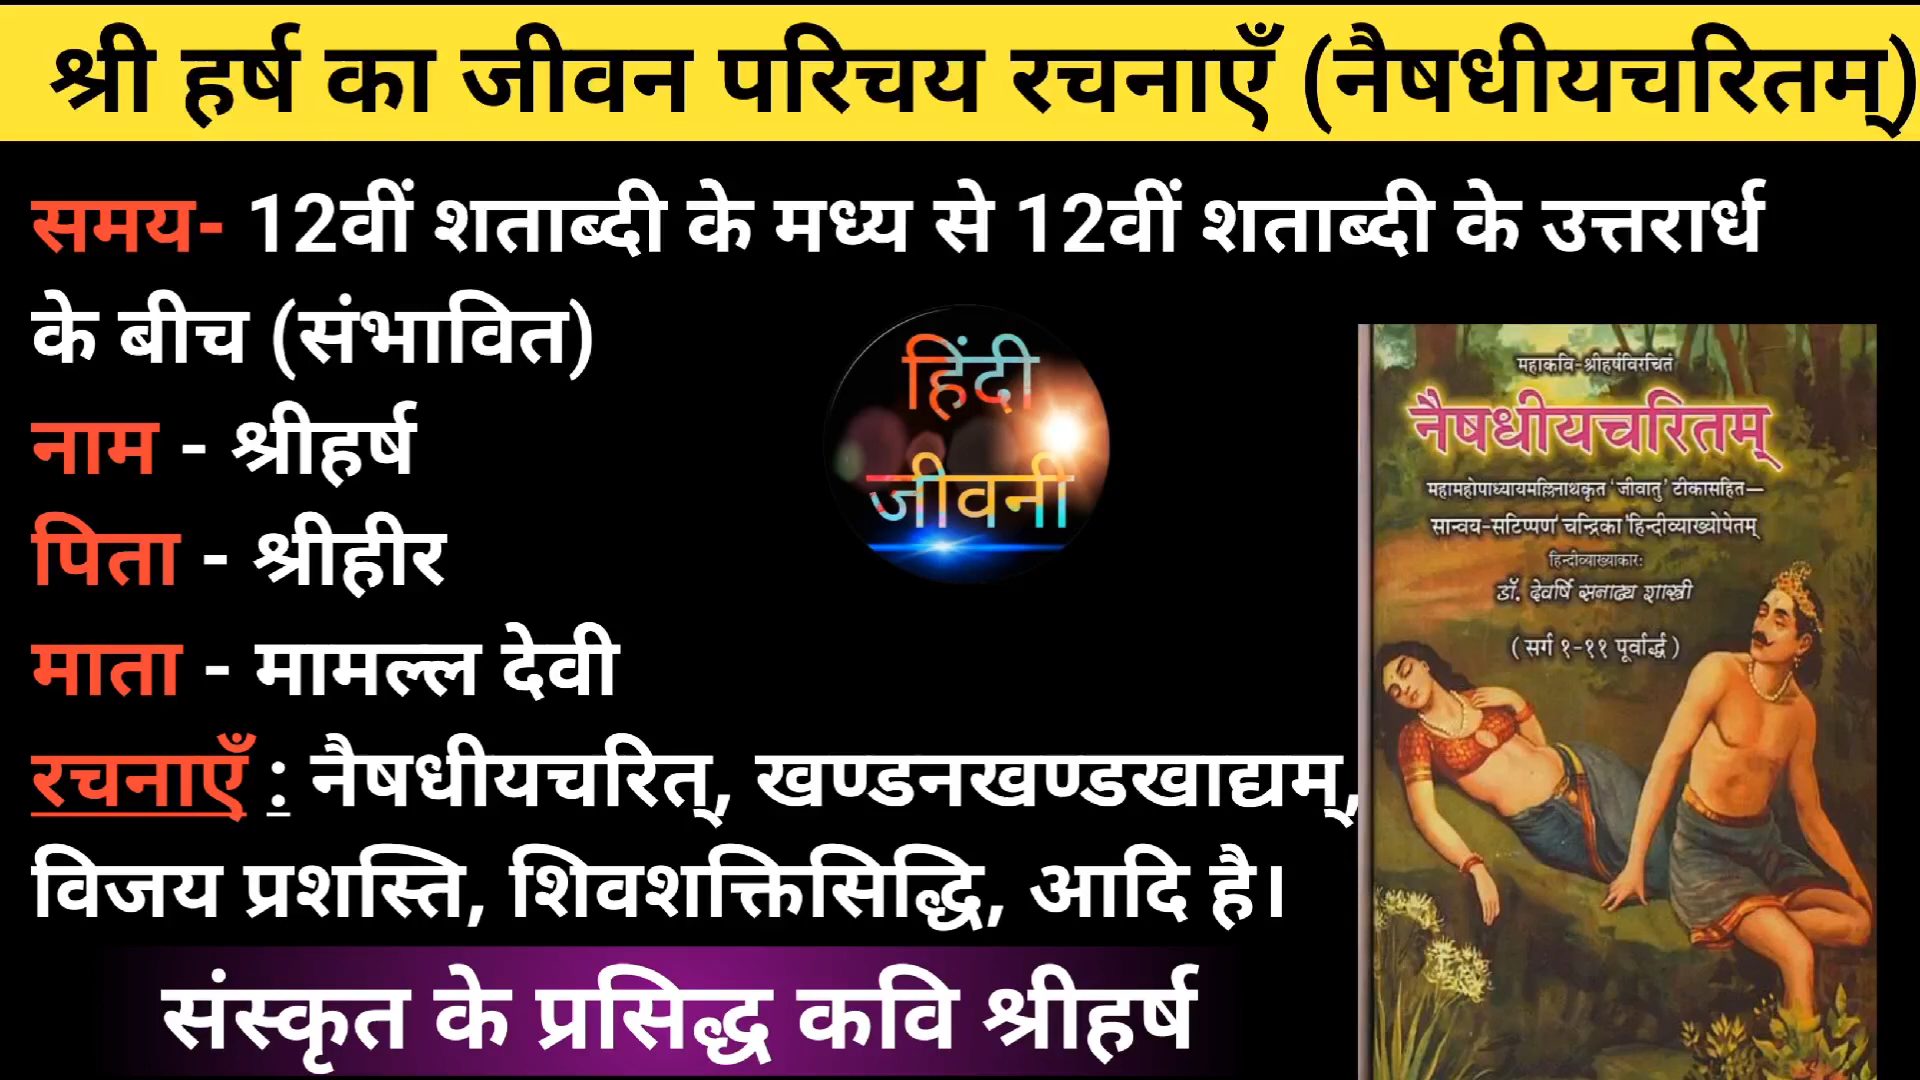 श्री हर्ष का जीवन परिचय रचनाएँ (नैषधीयचरितम्)
समय- 12वीं शताब्दी के मध्य से 12वीं शताब्दी के उत्तरार्ध
के बीच (संभावित)
नाम - श्रीहर्ष
पिता - श्रीहीर
माता - मामल्ल देवी
रचनाएँ : नैषधीयचरित्, खण्डनखण्डखाद्यम्,
विजय प्रशस्ति, शिवशक्तिसिद्धि, आदि है।
संस्कृत के प्रसिद्ध कवि श्रीहर्ष
हिंदी
जीवनी
महाकवि-श्रीहर्षविरचितं
नैषधीयचरितम्
महामहोपाध्यायमल्लिनाथकृत 'जीवातु' टीकासहित—
सान्वय-सटिप्पण 'चन्द्रिका' हिन्दीव्याख्योपेतम्
हिन्दीव्याख्याकारः
डॉ. देवर्षि सनाढ्य शास्त्री
(सर्ग १-११ पूर्वार्द्ध)